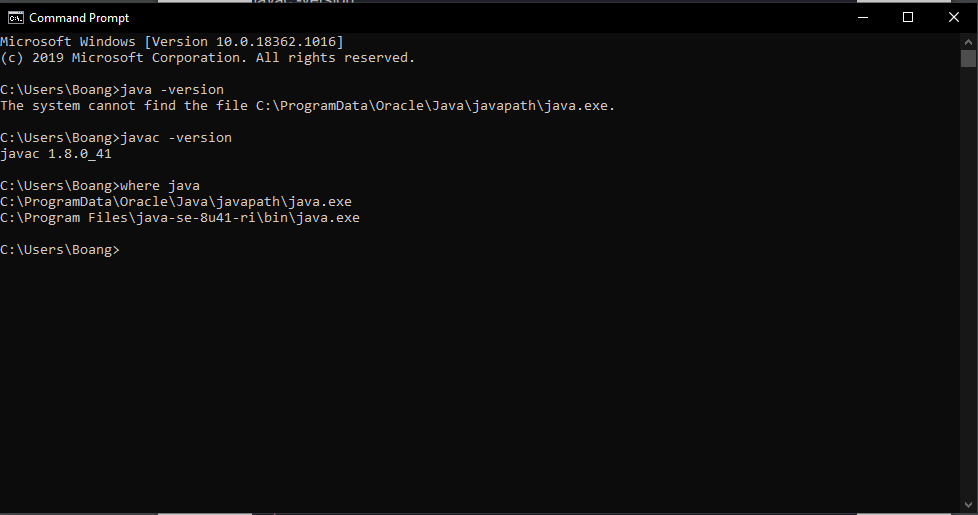 Command Prompt
Microsoft Windows [Version 10.0.18362.1016]
(c) 2019 Microsoft Corporation. All rights reserved.
C:\Users\Boang>java -version
The system cannot find the file C:\ProgramData\Oracle\Java\javapath\java.exe.
C:\Users\Boang>javac -version
javac 1.8.0_41
C:\Users\Boang>where java
C:\ProgramData\Oracle\Java\javapath\java.exe
C:\Program Files\java-se-8u41-ri\bin\java.exe
C:\Users\Boang>